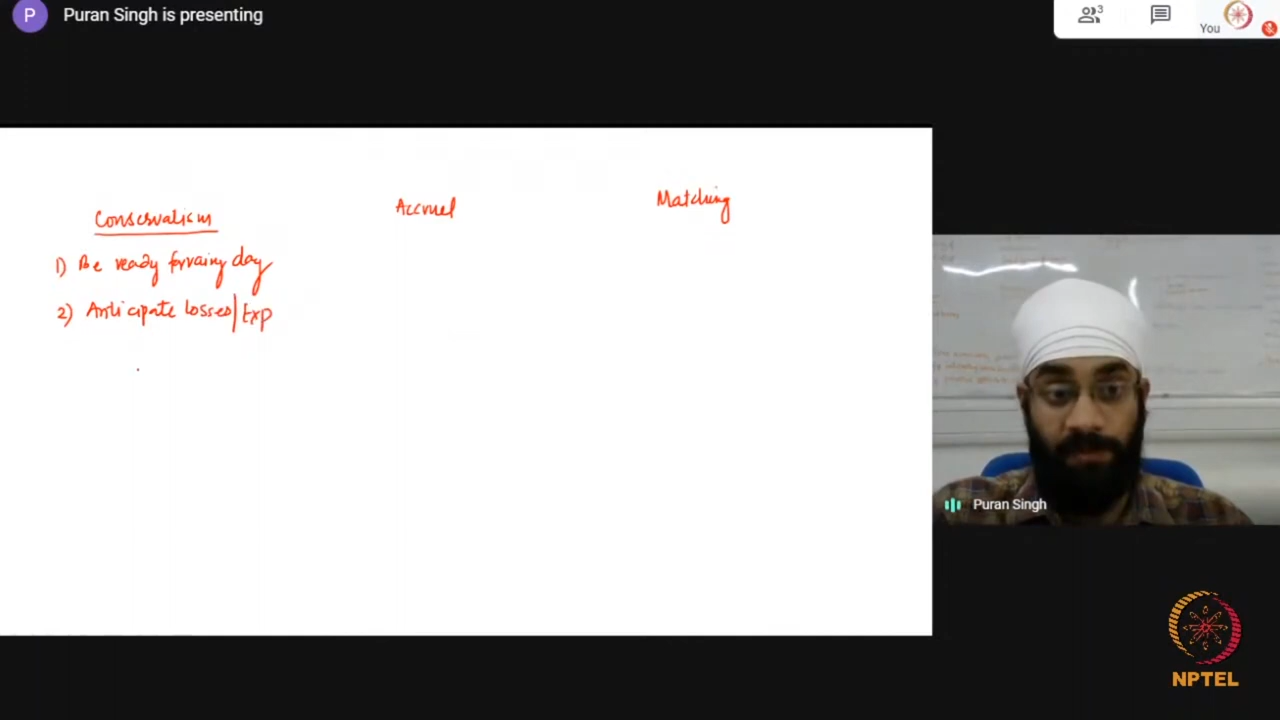 P Puran Singh is presenting
3
You
Conservatism
Accrual
Matching
1) Be ready for rainy day
2) Anticipate losses/Exp
Puran Singh
NPTEL